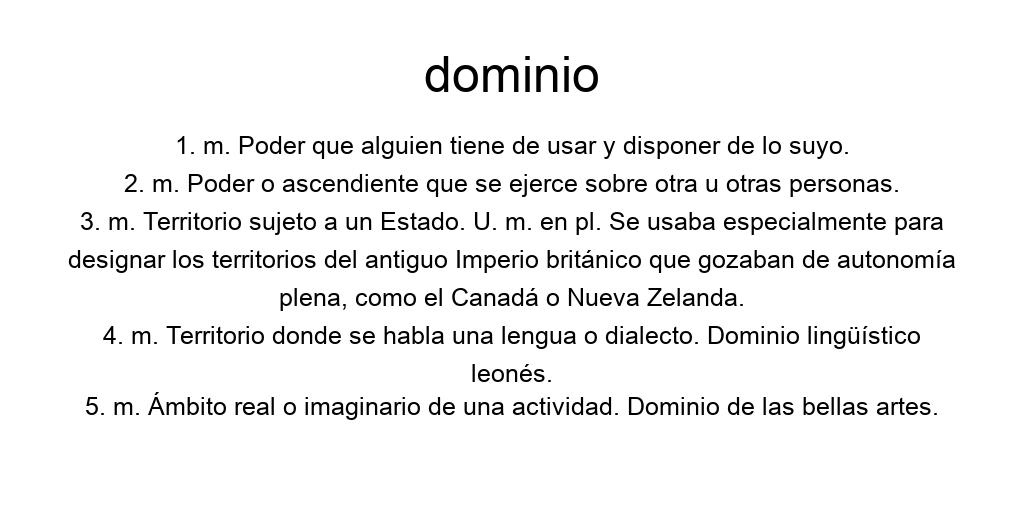 dominio
1. m. Poder que alguien tiene de usar y disponer de lo suyo.
2. m. Poder o ascendiente que se ejerce sobre otra u otras personas.
3. m. Territorio sujeto a un Estado. U. m. en pl. Se usaba especialmente para
designar los territorios del antiguo Imperio británico que gozaban de autonomía
plena, como el Canadá o Nueva Zelanda.
4. m. Territorio donde se habla una lengua o dialecto. Dominio lingüístico
leonés.
5. m. Ámbito real o imaginario de una actividad. Dominio de las bellas artes.